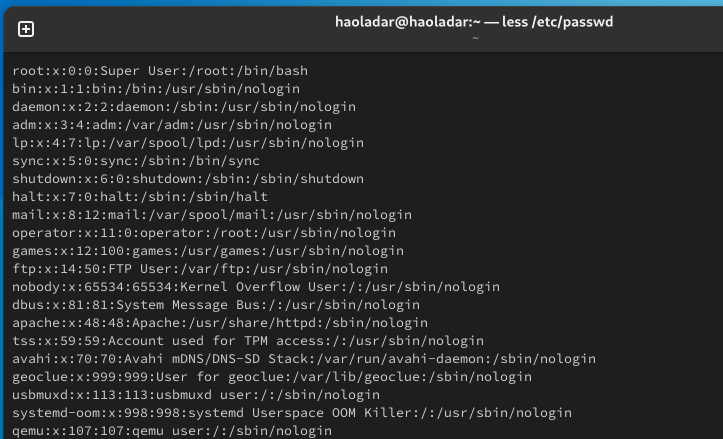 haoladar@haoladar:~ — less /etc/passwd
~
root:x:0:0:Super User:/root:/bin/bash
bin:x:1:1:bin:/bin:/usr/sbin/nologin
daemon:x:2:2:daemon:/sbin:/usr/sbin/nologin
adm:x:3:4:adm:/var/adm:/usr/sbin/nologin
lp:x:4:7:lp:/var/spool/lpd:/usr/sbin/nologin
sync:x:5:0:sync:/sbin:/bin/sync
shutdown:x:6:0:shutdown:/sbin:/sbin/shutdown
halt:x:7:0:halt:/sbin:/sbin/halt
mail:x:8:12:mail:/var/spool/mail:/usr/sbin/nologin
operator:x:11:0:operator:/root:/usr/sbin/nologin
games:x:12:100:games:/usr/games:/usr/sbin/nologin
ftp:x:14:50:FTP User:/var/ftp:/usr/sbin/nologin
nobody:x:65534:65534:Kernel Overflow User:/:/usr/sbin/nologin
dbus:x:81:81:System Message Bus:/:/usr/sbin/nologin
apache:x:48:48:Apache:/usr/share/httpd:/sbin/nologin
tss:x:59:59:Account used for TPM access:/:/usr/sbin/nologin
avahi:x:70:70:Avahi mDNS/DNS-SD Stack:/var/run/avahi-daemon:/sbin/nologin
geoclue:x:999:999:User for geoclue:/var/lib/geoclue:/sbin/nologin
usbmuxd:x:113:113:usbmuxd user:/:/sbin/nologin
systemd-oom:x:998:998:systemd Userspace OOM Killer:/:/usr/sbin/nologin
qemu:x:107:107:qemu user:/:/sbin/nologin